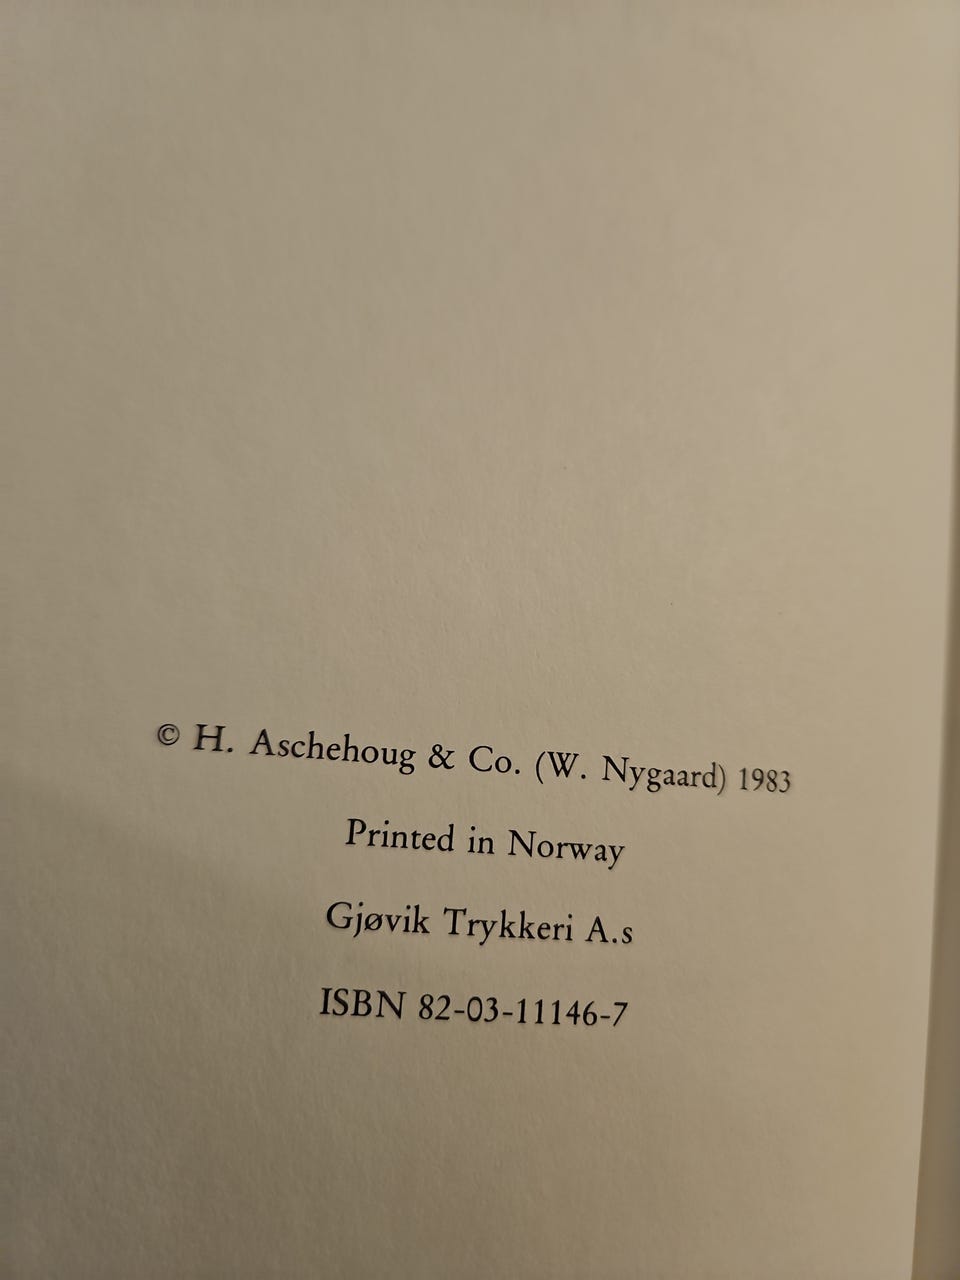 © H. Aschehoug & Co. (W. Nygaard) 1983
Printed in Norway
Gjøvik Trykkeri A.s
ISBN 82-03-11146-7